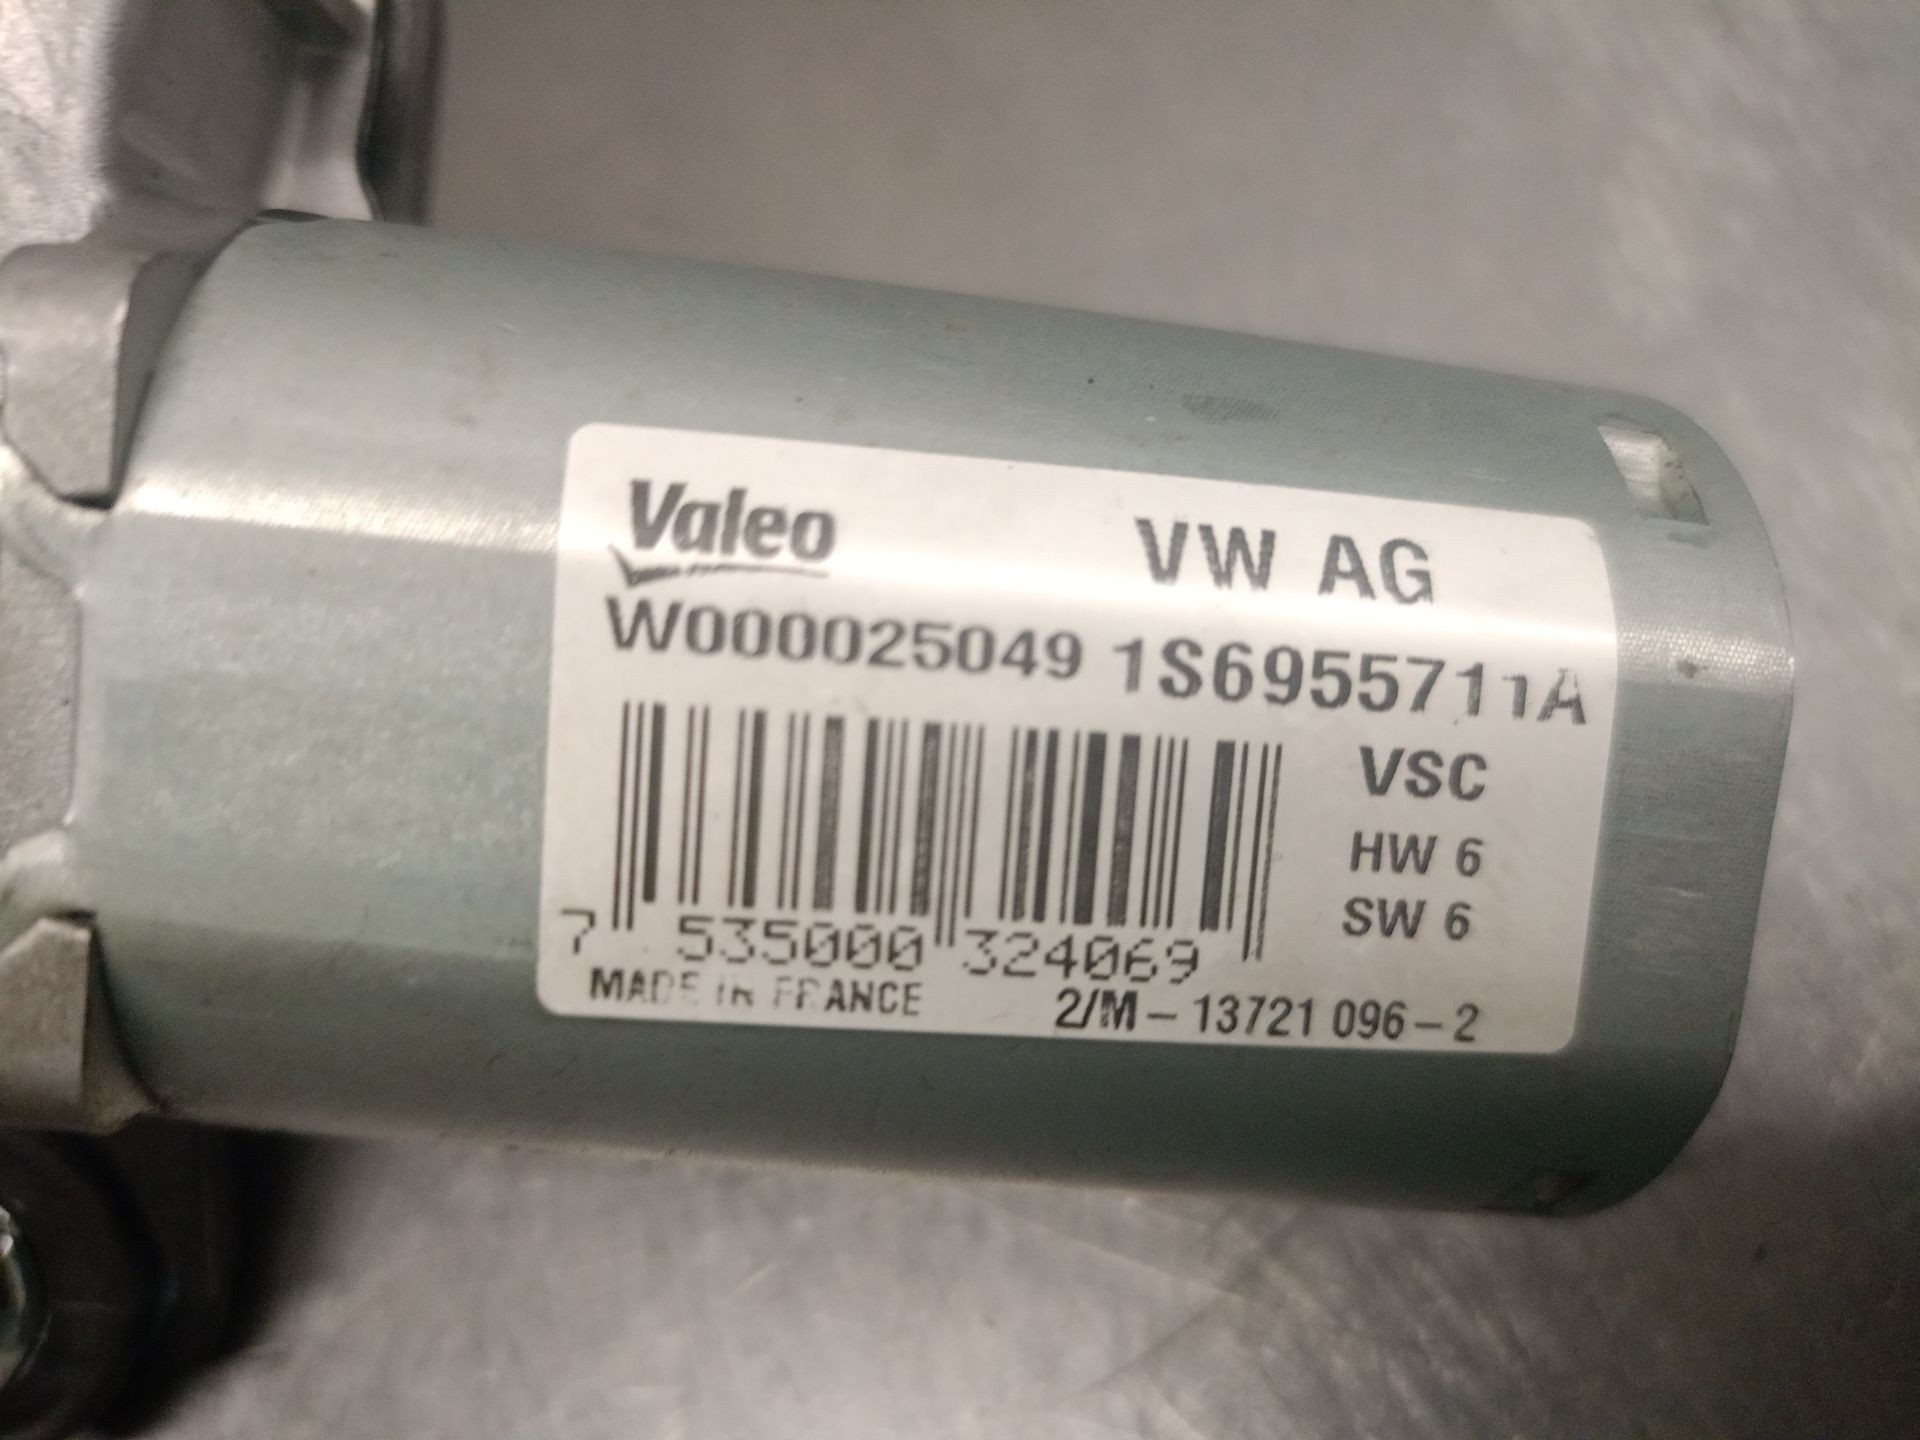 Valeo VW AG
W000025049 1S6955711A
VSC
HW 6
SW 6
7 535000 324069
MADE IN FRANCE 2/M-13721 096-2